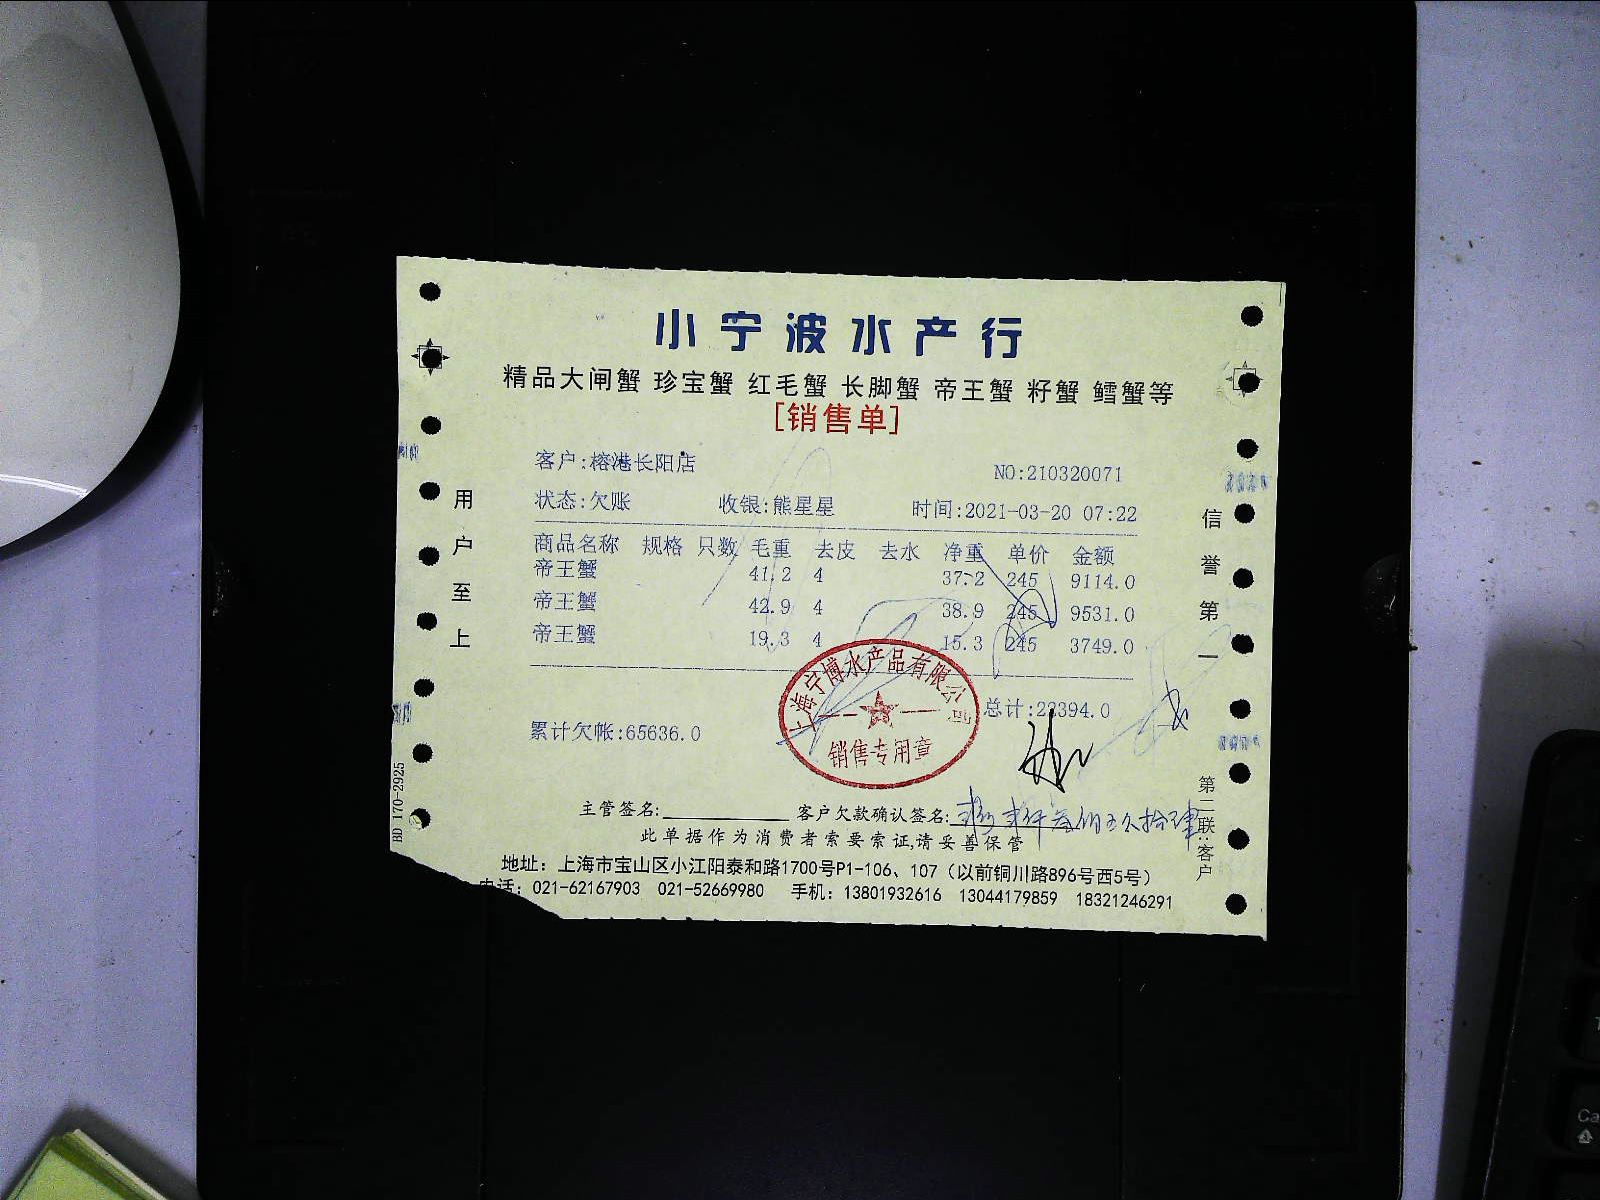 小宁波水产行
精品大闸蟹 珍宝蟹 红毛蟹 长脚蟹 帝王蟹 籽蟹 鳕蟹等
[销售单]
客户:榕港长阳店
NO:210320071
状态:欠账 收银:熊星星 时间:2021-03-20 07:22
商品名称 规格 只数 毛重 去皮 去水 净重 单价 金额
帝王蟹 41.2 4 37.2 245 9114.0
帝王蟹 42.9 4 38.9 245 9531.0
帝王蟹 19.3 4 15.3 245 3749.0
总计:22394.0
累计欠帐:65636.0
上海宁博水产品有限公司
销售专用章
主管签名: 客户欠款确认签名:
此单据作为消费者索要索证,请妥善保管
地址：上海市宝山区小江阳泰和路1700号P1-106、107（以前铜川路896号西5号）
电话：021-62167903 021-52669980 手机：13801932616 13044179859 18321246291
用户至上
信誉第一
第二联:客户
BD 170-2925